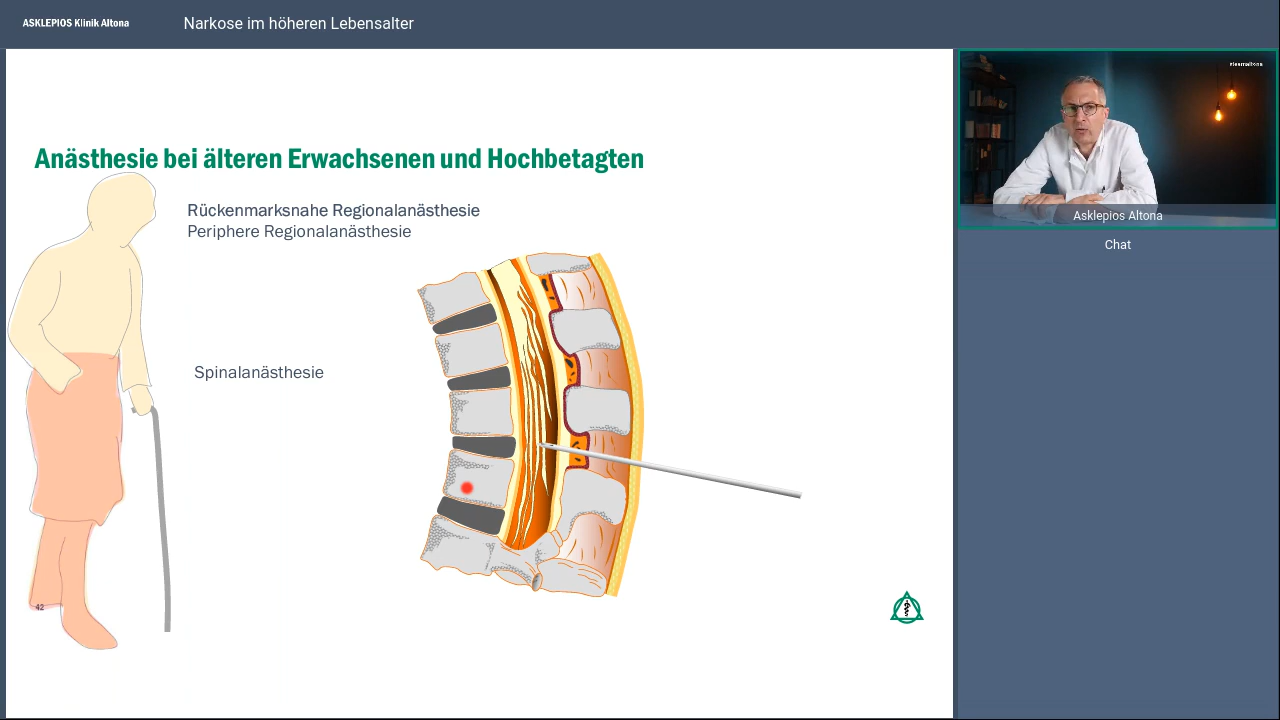 ASKLEPIOS Klinik Altona
Narkose im höheren Lebensalter
Anästhesie bei älteren Erwachsenen und Hochbetagten
Rückenmarksnahe Regionalanästhesie
Periphere Regionalanästhesie
Spinalanästhesie
42
Asklepios Altona
Chat